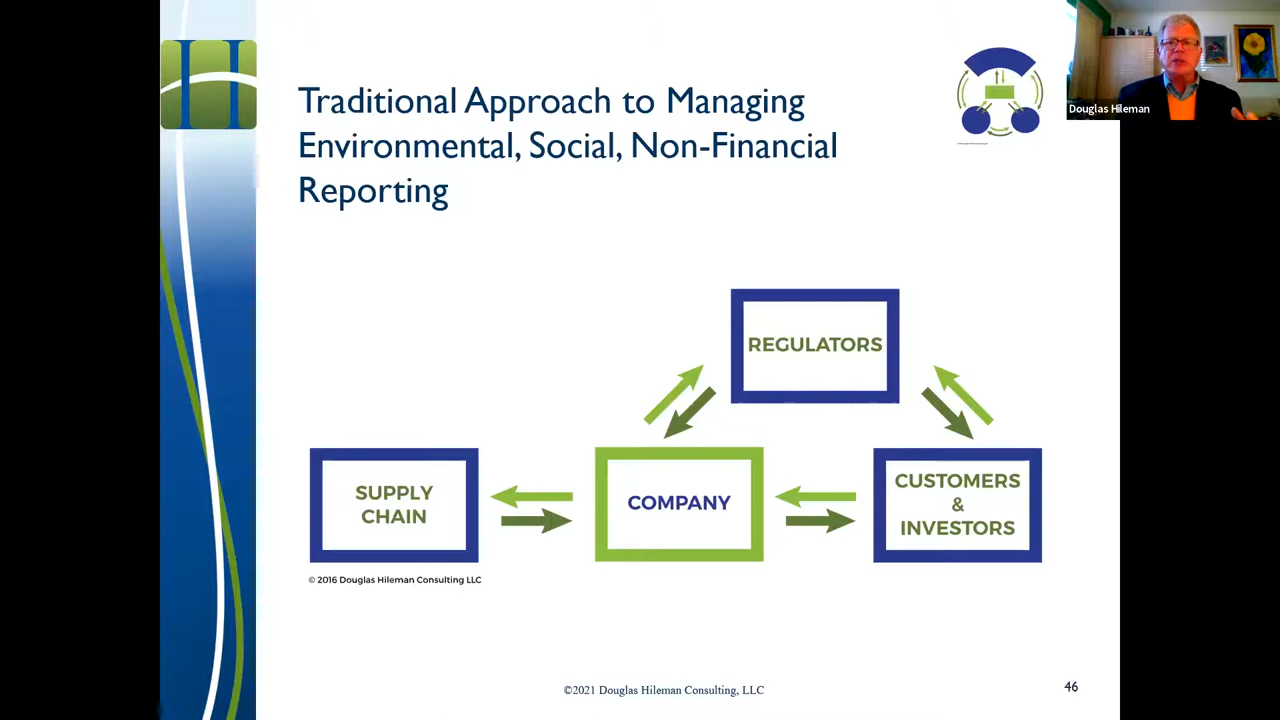 Traditional Approach to Managing
Environmental, Social, Non-Financial
Reporting
Douglas Hileman
REGULATORS
SUPPLY
CHAIN
COMPANY
CUSTOMERS
&
INVESTORS
© 2016 Douglas Hileman Consulting LLC
©2021 Douglas Hileman Consulting, LLC
46